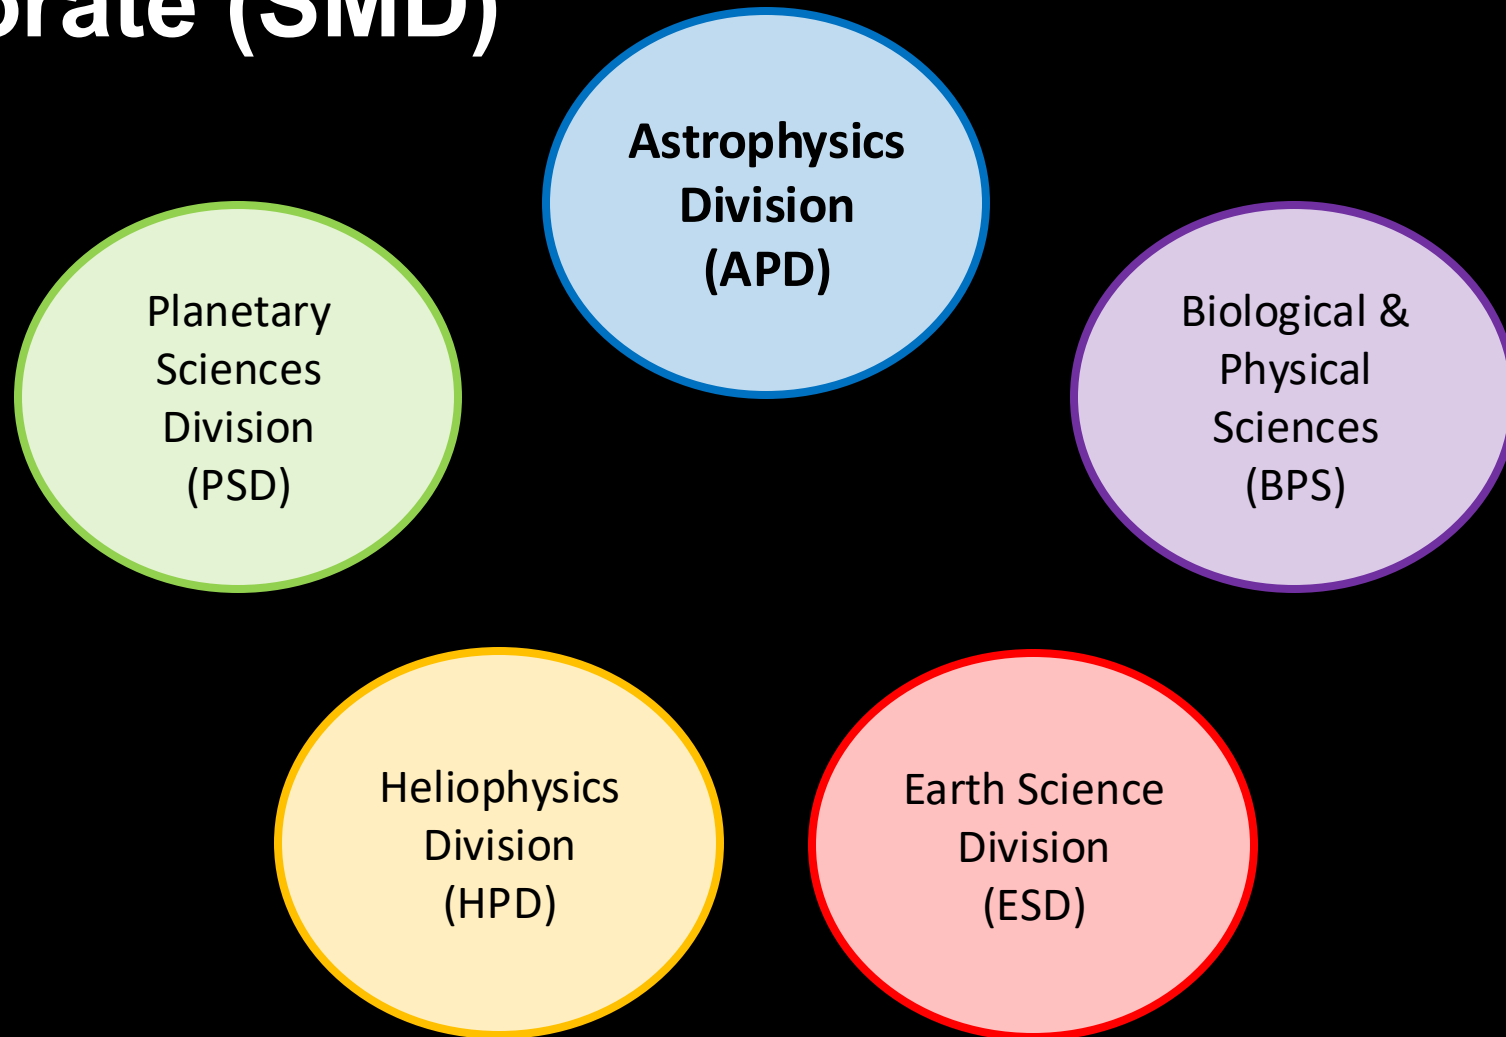 orate (SMD)
Astrophysics
Division
(APD)
Planetary
Sciences
Division
(PSD)
Biological &
Physical
Sciences
(BPS)
Heliophysics
Division
(HPD)
Earth Science
Division
(ESD)